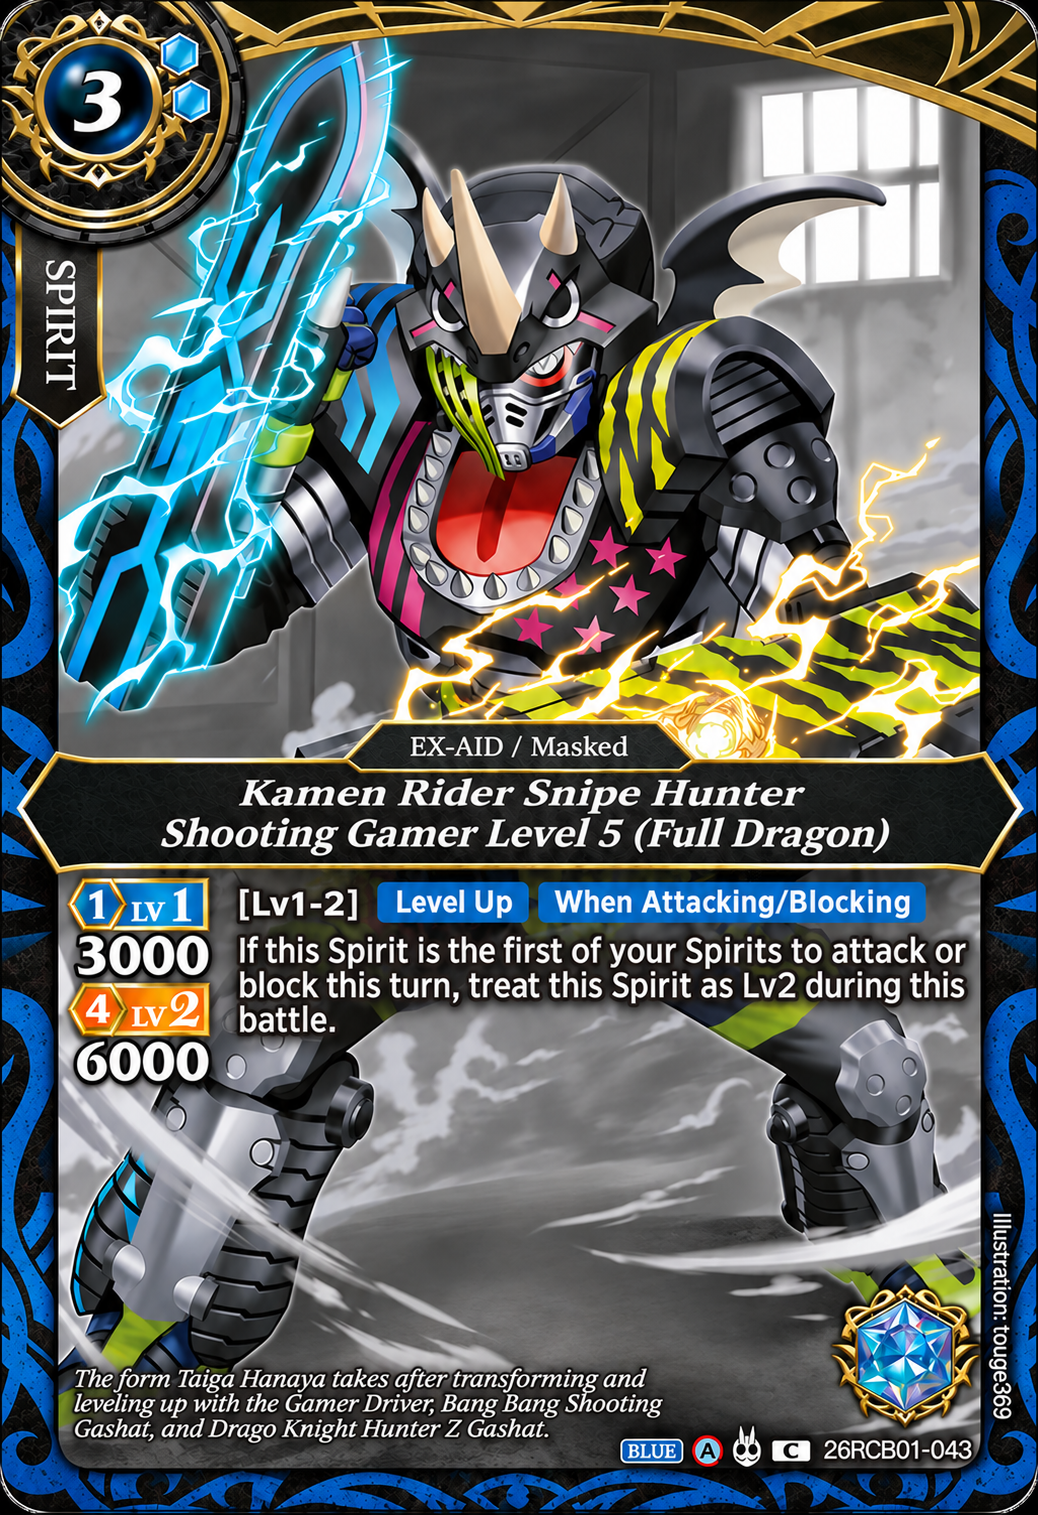 3
SPIRIT
EX-AID / Masked
Kamen Rider Snipe Hunter
Shooting Gamer Level 5 (Full Dragon)
1 LV 1
3000
4 LV 2
6000
[Lv1-2] Level Up When Attacking/Blocking
If this Spirit is the first of your Spirits to attack or
block this turn, treat this Spirit as Lv2 during this
battle.
Illustration: touge369
The form Taiga Hanaya takes after transforming and
leveling up with the Gamer Driver, Bang Bang Shooting
Gashat, and Drago Knight Hunter Z Gashat.
BLUE A C 26RCB01-043